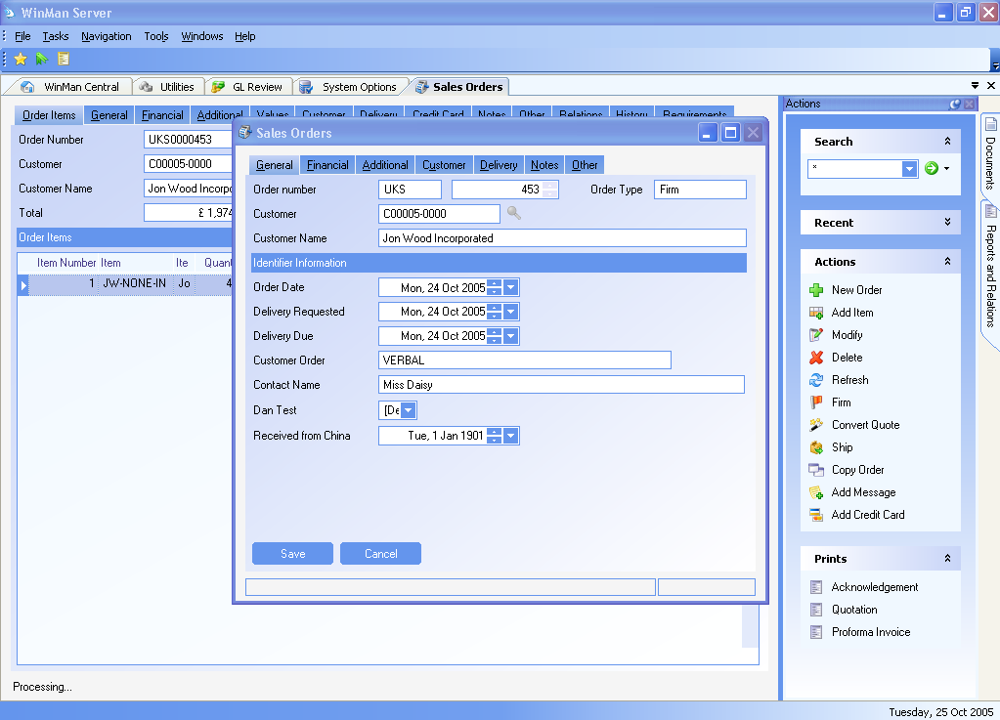 WinMan Server
File Tasks Navigation Tools Windows Help
WinMan Central Utilities GL Review System Options Sales Orders
Order Items General Financial Additional Values Customer Delivery Credit Card Notes Other Relations History Requirements
Order Number UKS0000453
Customer C00005-0000
Customer Name Jon Wood Incorpo
Total £ 1,974
Order Items
Item Number Item Ite Quant
1 JW-NONE-IN Jo 4
Processing...
Sales Orders
General Financial Additional Customer Delivery Notes Other
Order number UKS 453 Order Type Firm
Customer C00005-0000
Customer Name Jon Wood Incorporated
Identifier Information
Order Date Mon, 24 Oct 2005
Delivery Requested Mon, 24 Oct 2005
Delivery Due Mon, 24 Oct 2005
Customer Order VERBAL
Contact Name Miss Daisy
Dan Test [De
Received from China Tue, 1 Jan 1901
Save Cancel
Actions
Search
*
Recent
Actions
New Order
Add Item
Modify
Delete
Refresh
Firm
Convert Quote
Ship
Copy Order
Add Message
Add Credit Card
Prints
Acknowledgement
Quotation
Proforma Invoice
Documents
Reports and Relations
Tuesday, 25 Oct 2005